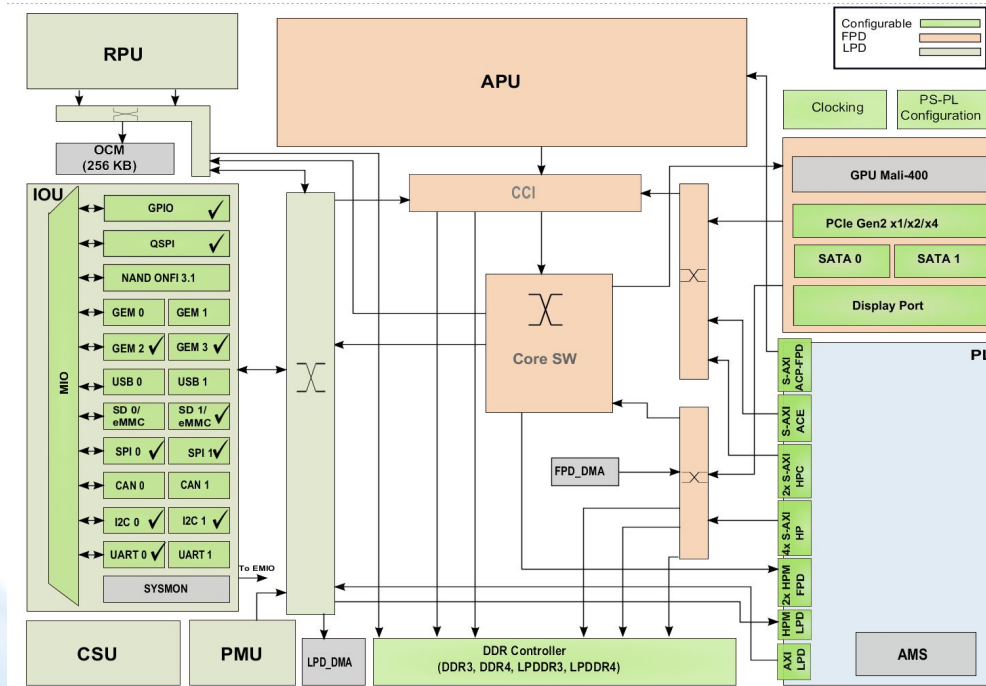 Configurable
FPD
LPD
RPU
APU
Clocking
PS-PL
Configuration
OCM
(256 KB)
CCI
GPU Mali-400
IOU
GPIO
PCIe Gen2 x1/x2/x4
QSPI
SATA 0
SATA 1
NAND ONFI 3.1
GEM 0
GEM 1
Display Port
GEM 2
GEM 3
Core SW
PL
MIO
USB 0
USB 1
S-AXI
ACP-FPD
SD 0/
eMMC
SD 1/
eMMC
S-AXI
ACE
SPI 0
SPI 1
2x S-AXI
HPC
FPD_DMA
CAN 0
CAN 1
I2C 0
I2C 1
4x S-AXI
HP
UART 0
UART 1
To EMIO
2x HPM
FPD
SYSMON
HPM
LPD
CSU
PMU
LPD_DMA
DDR Controller
(DDR3, DDR4, LPDDR3, LPDDR4)
AXI
LPD
AMS